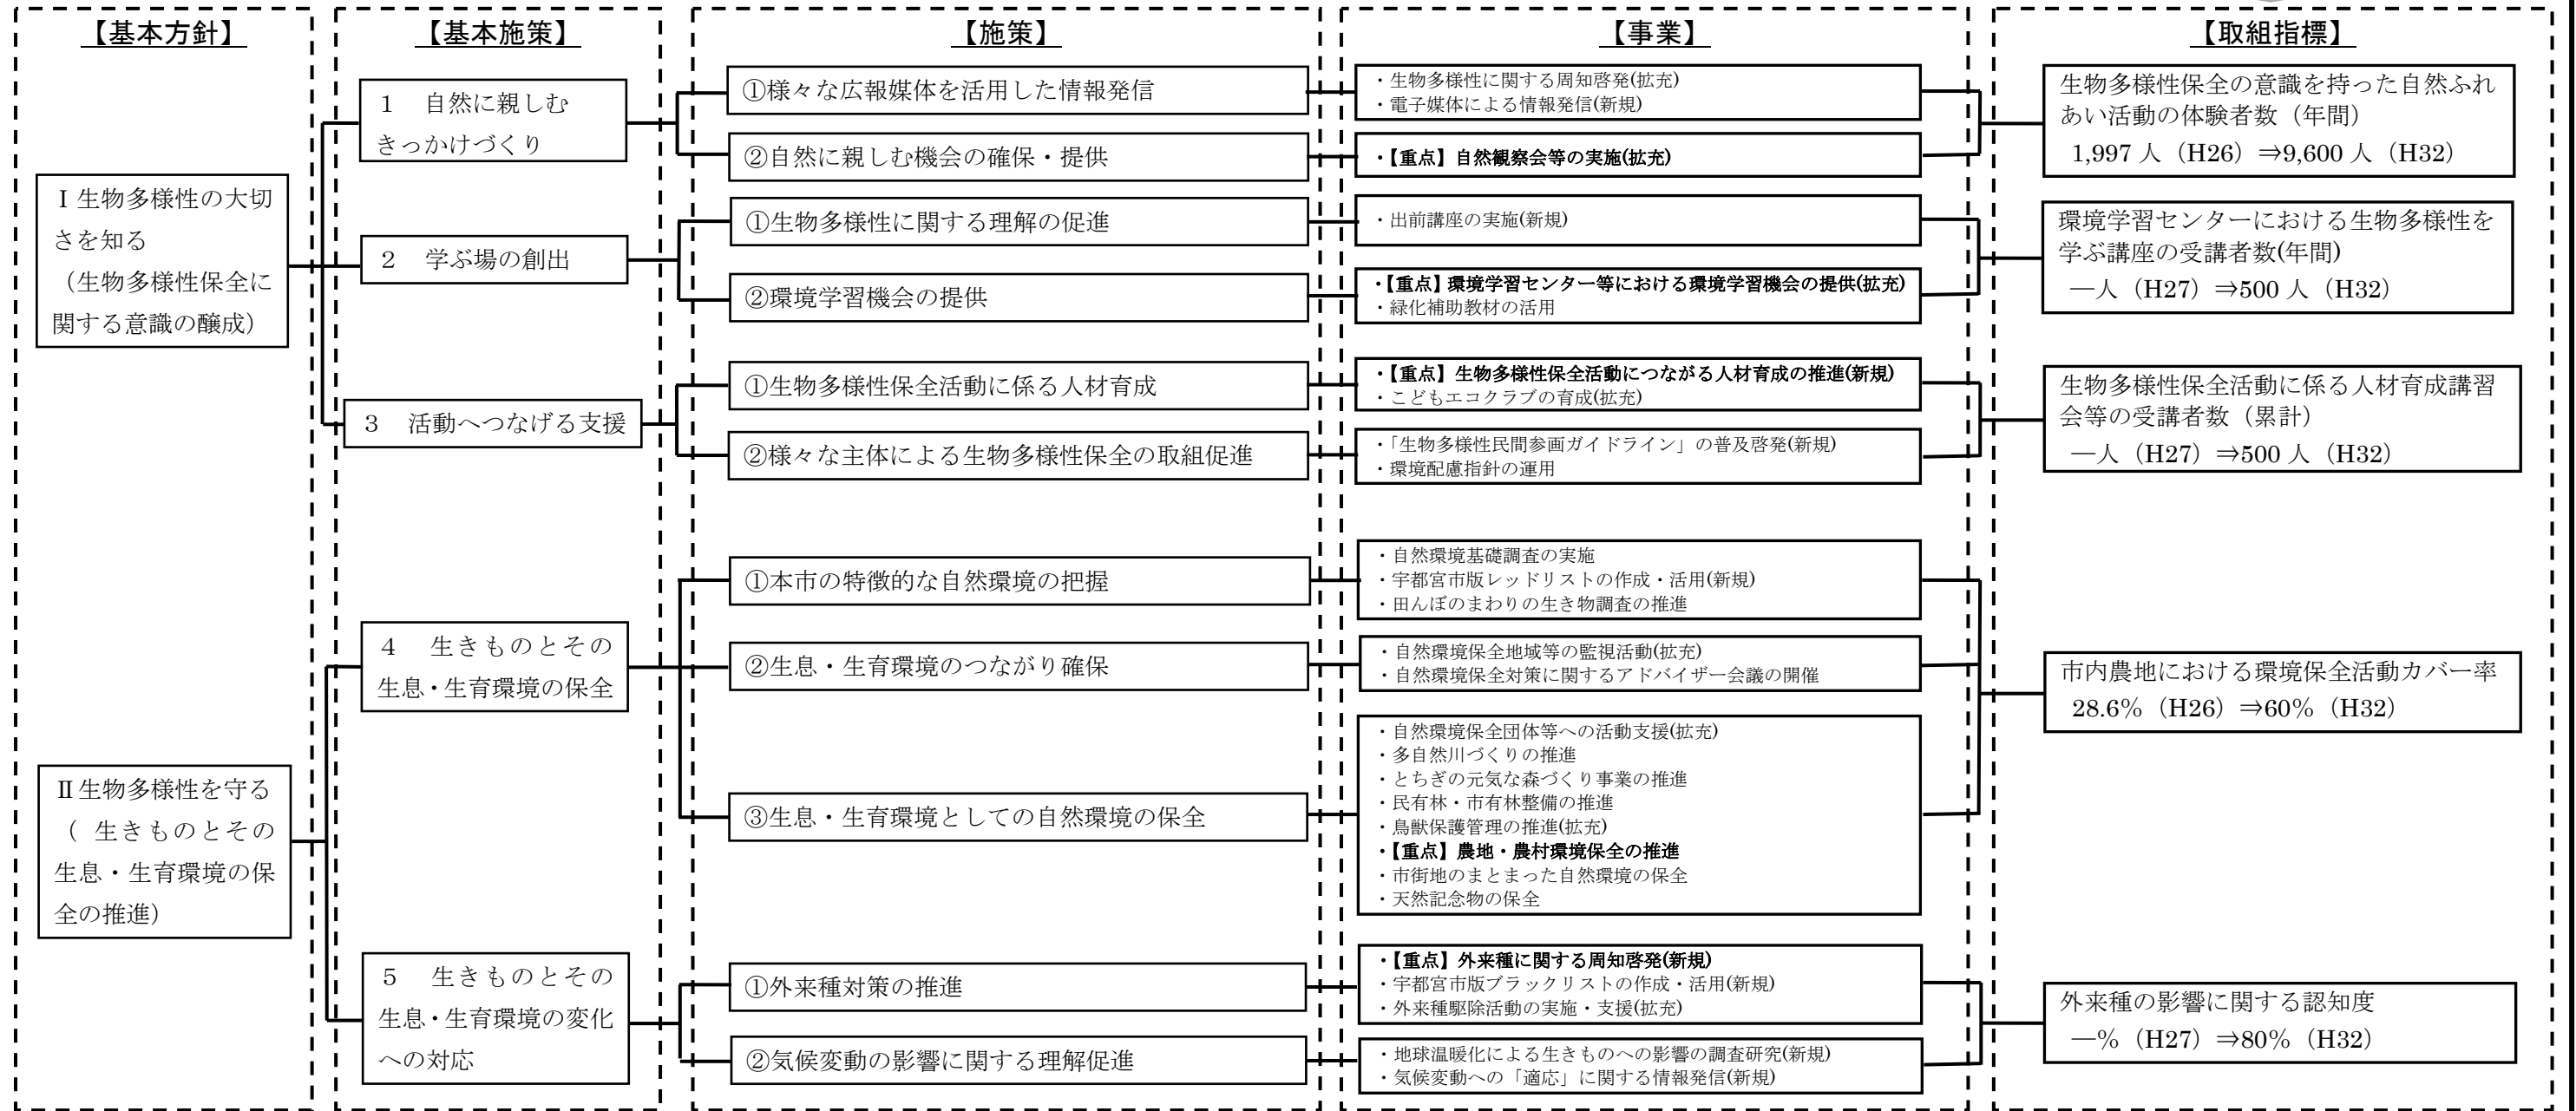 【基本方針】
Ⅰ生物多様性の大切
さを知る
（生物多様性保全に
関する意識の醸成）
Ⅱ生物多様性を守る
（ 生きものとその
生息・生育環境の保
全の推進）
【基本施策】
１　自然に親しむ
きっかけづくり
２　学ぶ場の創出
３　活動へつなげる支援
４　生きものとその
生息・生育環境の保全
５　生きものとその
生息・生育環境の変化
への対応
【施策】
①様々な広報媒体を活用した情報発信
②自然に親しむ機会の確保・提供
①生物多様性に関する理解の促進
②環境学習機会の提供
①生物多様性保全活動に係る人材育成
②様々な主体による生物多様性保全の取組促進
①本市の特徴的な自然環境の把握
②生息・生育環境のつながり確保
③生息・生育環境としての自然環境の保全
①外来種対策の推進
②気候変動の影響に関する理解促進
【事業】
・生物多様性に関する周知啓発(拡充)
・電子媒体による情報発信(新規)
・【重点】自然観察会等の実施(拡充)
・出前講座の実施(新規)
・【重点】環境学習センター等における環境学習機会の提供(拡充)
・緑化補助教材の活用
・【重点】生物多様性保全活動につながる人材育成の推進(新規)
・こどもエコクラブの育成(拡充)
・「生物多様性民間参画ガイドライン」の普及啓発(新規)
・環境配慮指針の運用
・自然環境基礎調査の実施
・宇都宮市版レッドリストの作成・活用(新規)
・田んぼのまわりの生き物調査の推進
・自然環境保全地域等の監視活動(拡充)
・自然環境保全対策に関するアドバイザー会議の開催
・自然環境保全団体等への活動支援(拡充)
・多自然川づくりの推進
・とちぎの元気な森づくり事業の推進
・民有林・市有林整備の推進
・鳥獣保護管理の推進(拡充)
・【重点】農地・農村環境保全の推進
・市街地のまとまった自然環境の保全
・天然記念物の保全
・【重点】外来種に関する周知啓発(新規)
・宇都宮市版ブラックリストの作成・活用(新規)
・外来種駆除活動の実施・支援(拡充)
・地球温暖化による生きものへの影響の調査研究(新規)
・気候変動への「適応」に関する情報発信(新規)
【取組指標】
生物多様性保全の意識を持った自然ふれ
あい活動の体験者数（年間）
1,997 人（H26）⇒9,600 人（H32）
環境学習センターにおける生物多様性を
学ぶ講座の受講者数(年間)
―人（H27）⇒500 人（H32）
生物多様性保全活動に係る人材育成講習
会等の受講者数（累計）
―人（H27）⇒500 人（H32）
市内農地における環境保全活動カバー率
28.6％（H26）⇒60％（H32）
外来種の影響に関する認知度
―％（H27）⇒80％（H32）